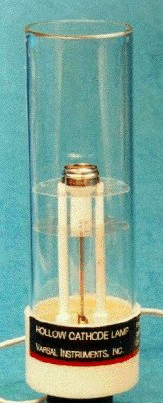 HOLLOW CATHODE LAMP
VARSAL INSTRUMENTS, INC.